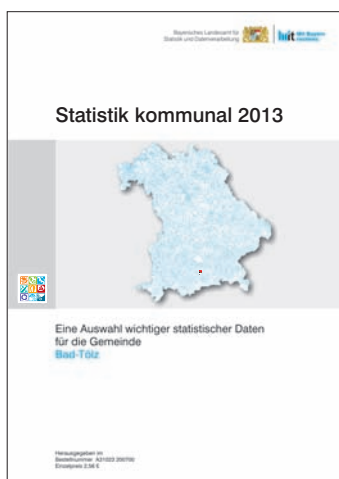 Bayerisches Landesamt für
Statistik und Datenverarbeitung
Statistik kommunal 2013
Eine Auswahl wichtiger statistischer Daten
für die Gemeinde
Bad-Tölz
Herausgegeben im
Bestellnummer
Einzelpreis